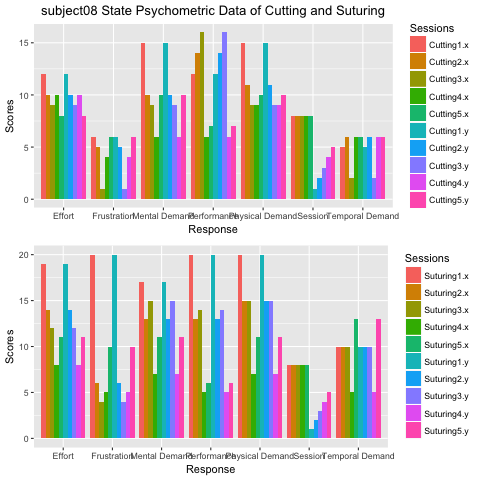 subject08 State Psychometric Data of Cutting and Suturing
Scores
15
10
5
0
Effort Frustration Mental Demand Performance Physical Demand Session Temporal Demand
Response
Sessions
Cutting1.x
Cutting2.x
Cutting3.x
Cutting4.x
Cutting5.x
Cutting1.y
Cutting2.y
Cutting3.y
Cutting4.y
Cutting5.y
Scores
20
15
10
5
0
Effort Frustration Mental Demand Performance Physical Demand Session Temporal Demand
Response
Sessions
Suturing1.x
Suturing2.x
Suturing3.x
Suturing4.x
Suturing5.x
Suturing1.y
Suturing2.y
Suturing3.y
Suturing4.y
Suturing5.y